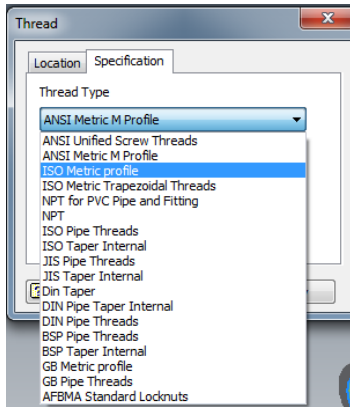 Thread
Location Specification
Thread Type
ANSI Metric M Profile
ANSI Unified Screw Threads
ANSI Metric M Profile
ISO Metric profile
ISO Metric Trapezoidal Threads
NPT for PVC Pipe and Fitting
NPT
ISO Pipe Threads
ISO Taper Internal
JIS Pipe Threads
JIS Taper Internal
Din Taper
DIN Pipe Taper Internal
DIN Pipe Threads
BSP Pipe Threads
BSP Taper Internal
GB Metric profile
GB Pipe Threads
AFBMA Standard Locknuts